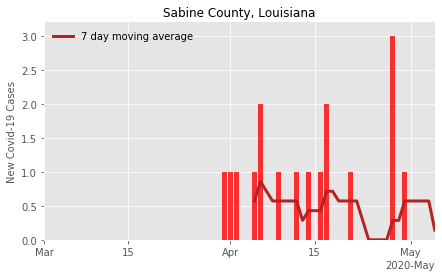 Sabine County, Louisiana
7 day moving average
New Covid-19 Cases
3.0
2.5
2.0
1.5
1.0
0.5
0.0
Mar 15 Apr 15 May
2020-May